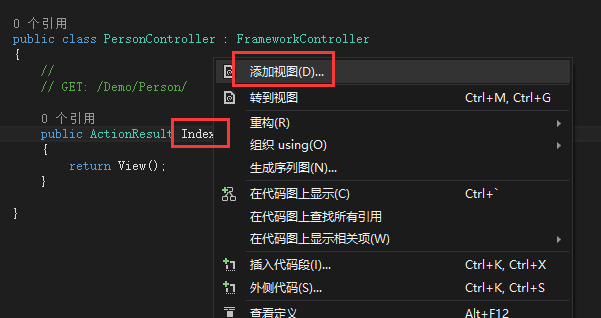 0 个引用
public class PersonController : FrameworkController
{
//
// GET: /Demo/Person/
0 个引用
public ActionResult Index
{
return View();
}
}
添加视图(D)...
转到视图 Ctrl+M, Ctrl+G
重构(R)
组织 using(O)
生成序列图(N)...
在代码图上显示(C) Ctrl+`
在代码图上查找所有引用
在代码图上显示相关项(W)
插入代码段(I)... Ctrl+K, Ctrl+X
外侧代码(S)... Ctrl+K, Ctrl+S
查看定义 Alt+F12